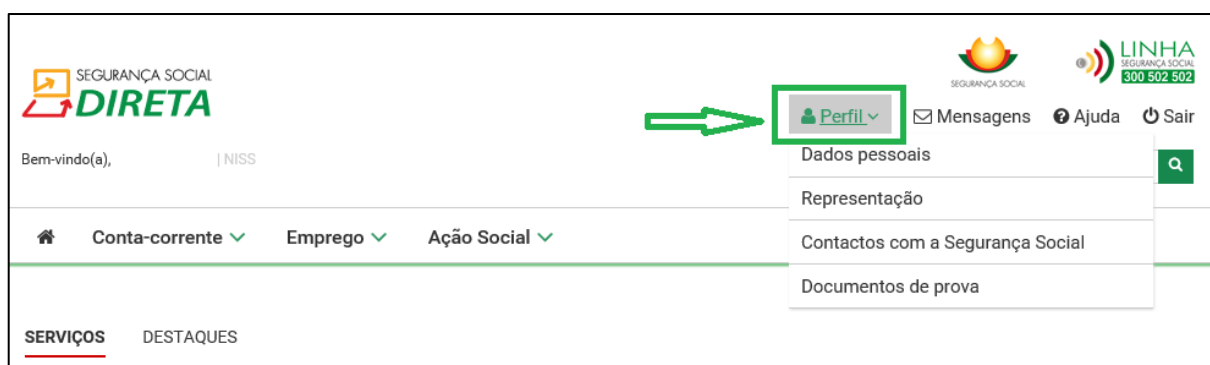 SEGURANÇA SOCIAL
DIRETA
SEGURANÇA SOCIAL
LINHA
SEGURANÇA SOCIAL
300 502 502
Perfil
Mensagens
Ajuda
Sair
Bem-vindo(a), | NISS
Dados pessoais
Representação
Contactos com a Segurança Social
Documentos de prova
Conta-corrente
Emprego
Ação Social
SERVIÇOS
DESTAQUES